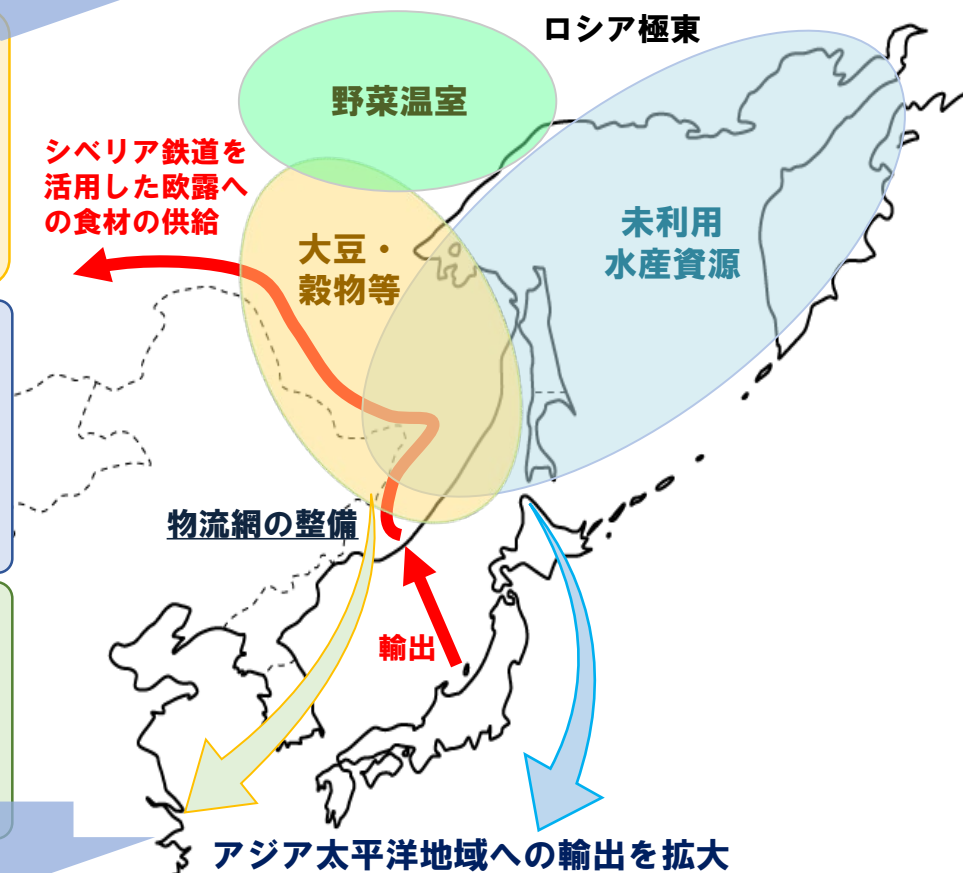 ロシア極東
野菜温室
シベリア鉄道を
活用した欧露へ
の食材の供給
大豆・
穀物等
未利用
水産資源
物流網の整備
輸出
アジア太平洋地域への輸出を拡大